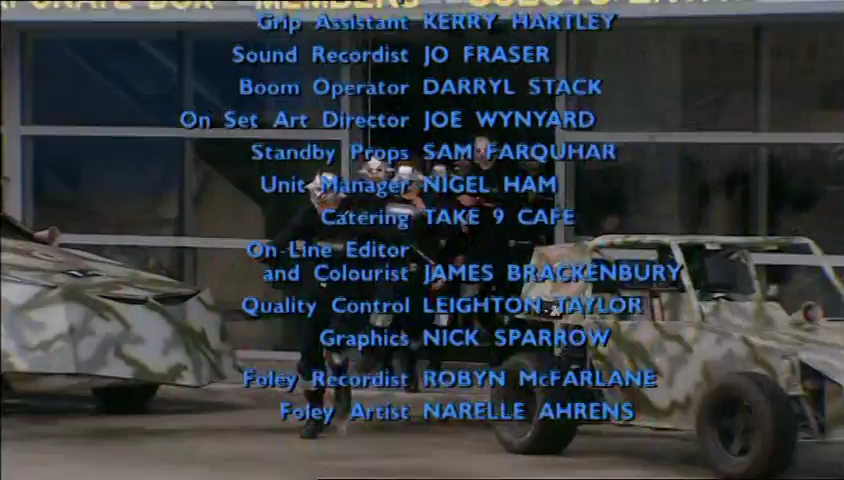 Grip Assistant KERRY HARTLEY
Sound Recordist JO FRASER
Boom Operator DARRYL STACK
On Set Art Director JOE WYNYARD
Standby Props SAM FARQUHAR
Unit Manager NIGEL HAM
Catering TAKE 9 CAFE
On-Line Editor
and Colourist JAMES BRACKENBURY
Quality Control LEIGHTON TAYLOR
Graphics NICK SPARROW
Foley Recordist ROBYN McFARLANE
Foley Artist NARELLE AHRENS